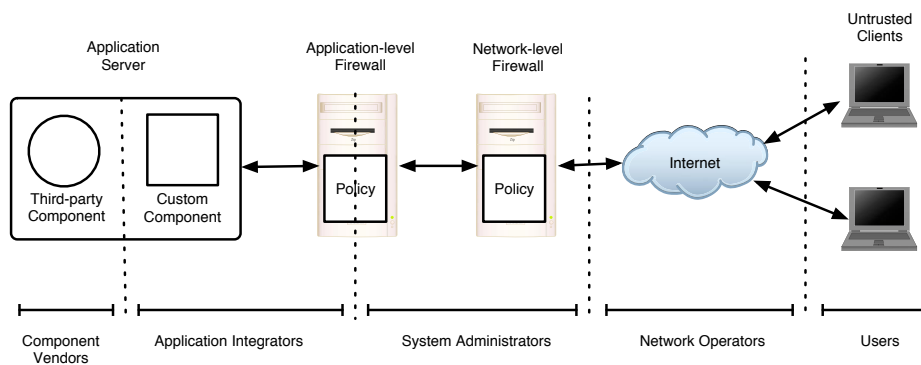 Untrusted
Clients
Application
Server
Application-level
Firewall
Network-level
Firewall
Third-party
Component
Custom
Component
Policy
Policy
Internet
Component
Vendors
Application Integrators
System Administrators
Network Operators
Users